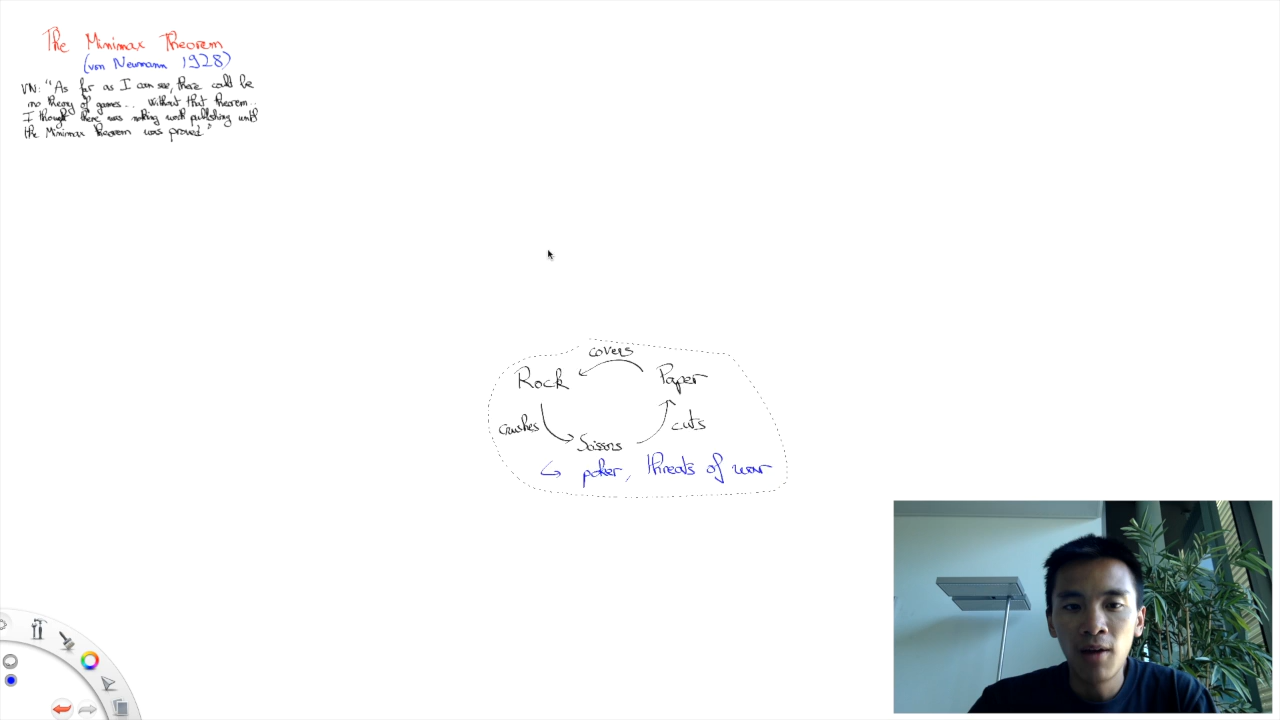 The Minimax Theorem
(von Neumann 1928)
VN: "As far as I can see, there could be
no theory of games... without that theorem...
I thought there was nothing worth publishing until
the Minimax Theorem was proved"
covers
Rock Paper
crushes cuts
Scissors
poker, threats of war